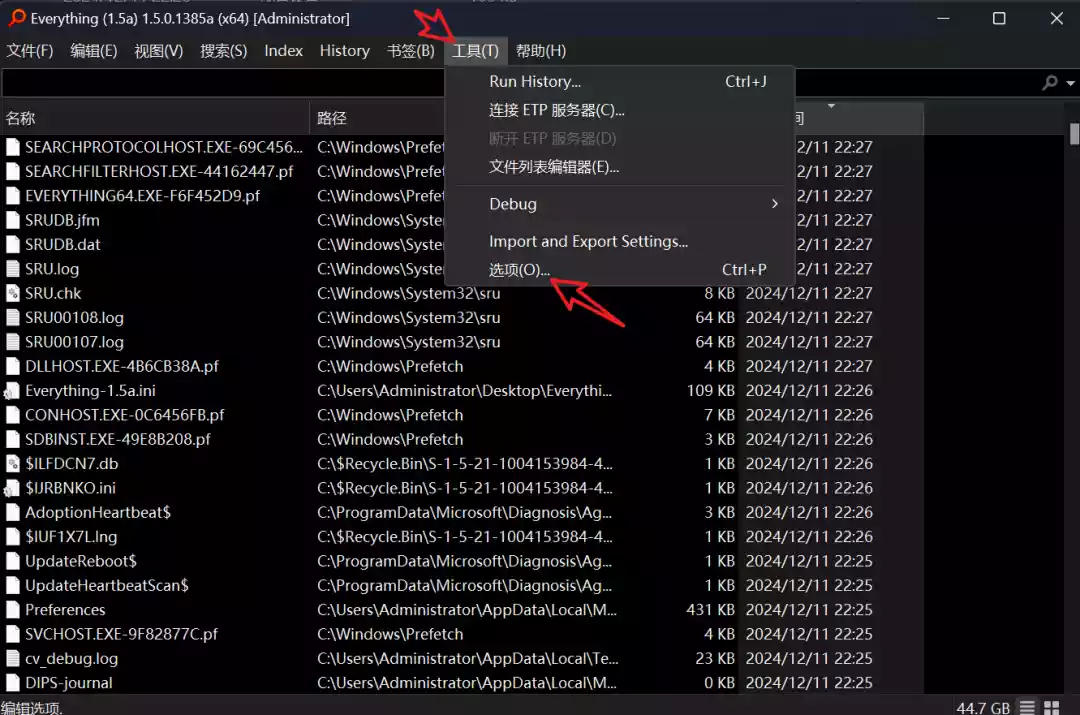 Everything (1.5a) 1.5.0.1385a (x64) [Administrator]
文件(F) 编辑(E) 视图(V) 搜索(S) Index History 书签(B) 工具(T) 帮助(H)
Run History... Ctrl+J
连接 ETP 服务器(C)...
断开 ETP 服务器(D)
文件列表编辑器(E)...
Debug
Import and Export Settings...
选项(O)... Ctrl+P
名称 路径 间
SEARCHPROTOCOLHOST.EXE-69C456... C:\Windows\Prefet 2/11 22:27
SEARCHFILTERHOST.EXE-44162447.pf C:\Windows\Prefet 2/11 22:27
EVERYTHING64.EXE-F6F452D9.pf C:\Windows\Prefet 2/11 22:27
SRUDB.jfm C:\Windows\Syste 2/11 22:27
SRUDB.dat C:\Windows\Syste 2/11 22:27
SRU.log C:\Windows\Syste 2/11 22:27
SRU.chk C:\Windows\System32\sru 8 KB 2024/12/11 22:27
SRU00108.log C:\Windows\System32\sru 64 KB 2024/12/11 22:27
SRU00107.log C:\Windows\System32\sru 64 KB 2024/12/11 22:27
DLLHOST.EXE-4B6CB38A.pf C:\Windows\Prefetch 4 KB 2024/12/11 22:27
Everything-1.5a.ini C:\Users\Administrator\Desktop\Everythi... 109 KB 2024/12/11 22:26
CONHOST.EXE-0C6456FB.pf C:\Windows\Prefetch 7 KB 2024/12/11 22:26
SDBINST.EXE-49E8B208.pf C:\Windows\Prefetch 3 KB 2024/12/11 22:26
$ILFDCN7.db C:\$Recycle.Bin\S-1-5-21-1004153984-4... 1 KB 2024/12/11 22:26
$IJRBNKO.ini C:\$Recycle.Bin\S-1-5-21-1004153984-4... 1 KB 2024/12/11 22:26
AdoptionHeartbeat$ C:\ProgramData\Microsoft\Diagnosis\Ag... 3 KB 2024/12/11 22:26
$IUF1X7L.lng C:\$Recycle.Bin\S-1-5-21-1004153984-4... 1 KB 2024/12/11 22:26
UpdateReboot$ C:\ProgramData\Microsoft\Diagnosis\Ag... 1 KB 2024/12/11 22:25
UpdateHeartbeatScan$ C:\ProgramData\Microsoft\Diagnosis\Ag... 1 KB 2024/12/11 22:25
Preferences C:\Users\Administrator\AppData\Local\M... 431 KB 2024/12/11 22:25
SVCHOST.EXE-9F82877C.pf C:\Windows\Prefetch 4 KB 2024/12/11 22:25
cv_debug.log C:\Users\Administrator\AppData\Local\Te... 23 KB 2024/12/11 22:25
DIPS-journal C:\Users\Administrator\AppData\Local\M... 0 KB 2024/12/11 22:25
编辑选项. 44.7 GB